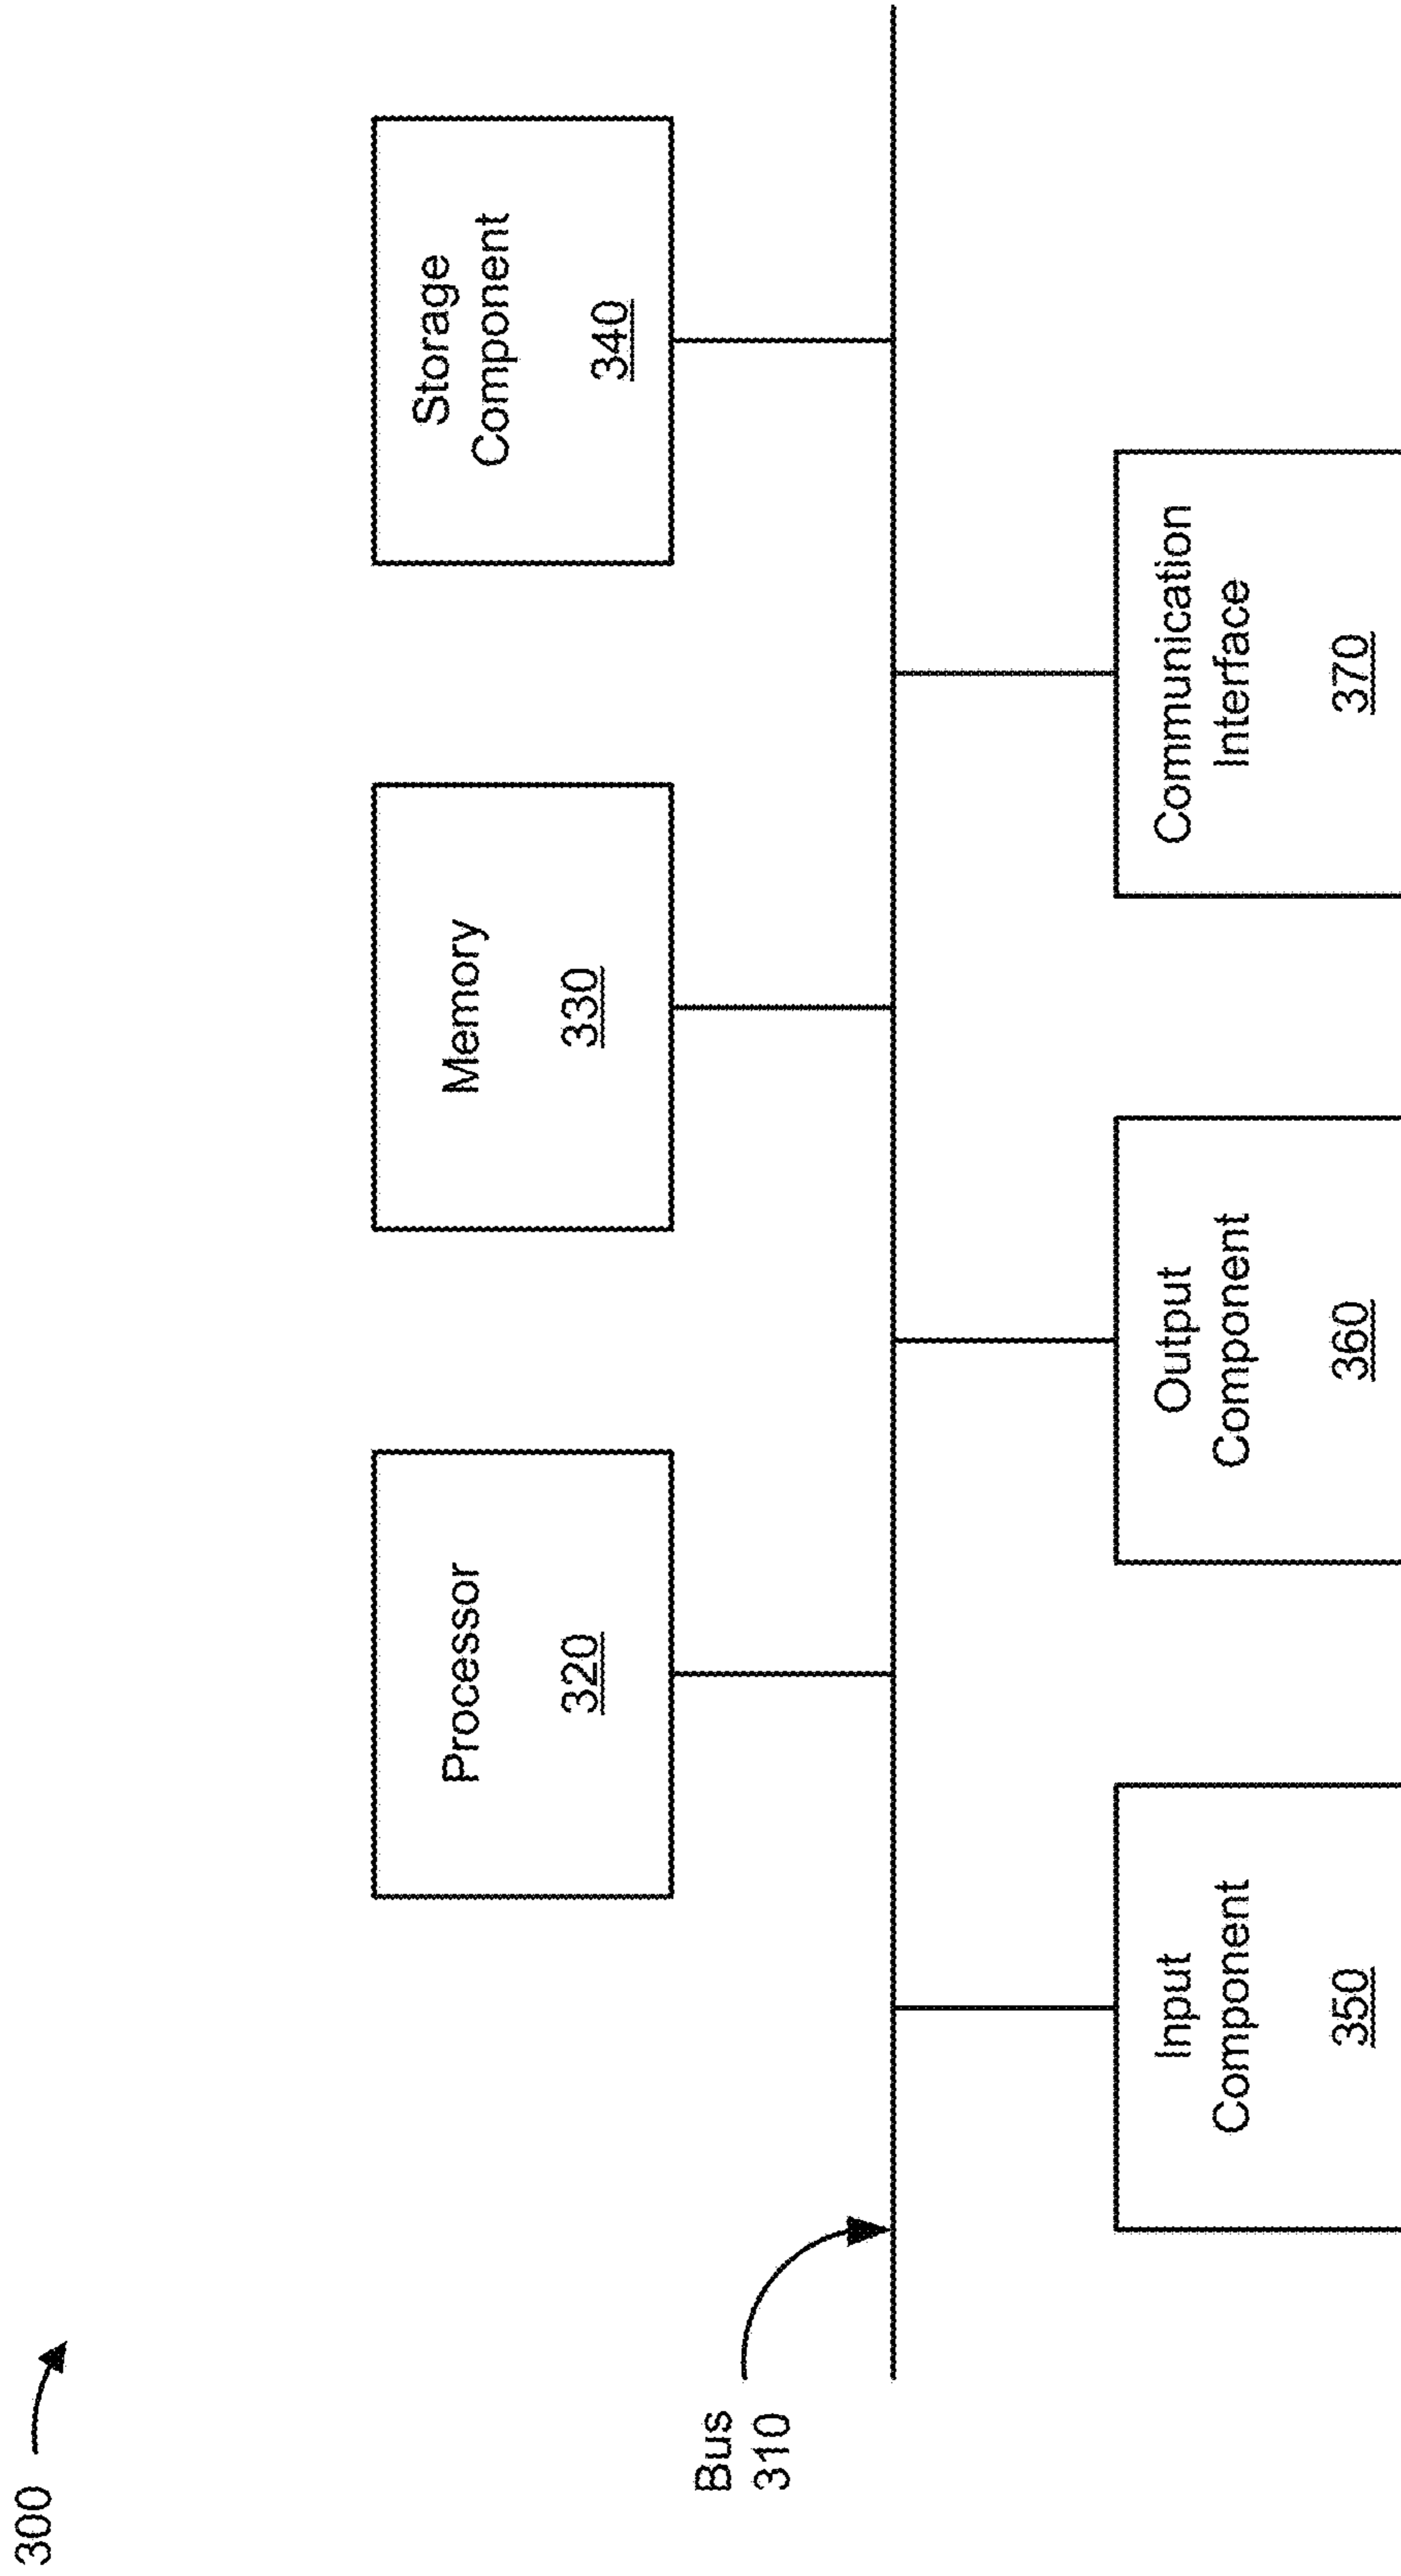 300
Processor
320
Memory
330
Storage
Component
340
Bus
310
Input
Component
350
Output
Component
360
Communication
Interface
370